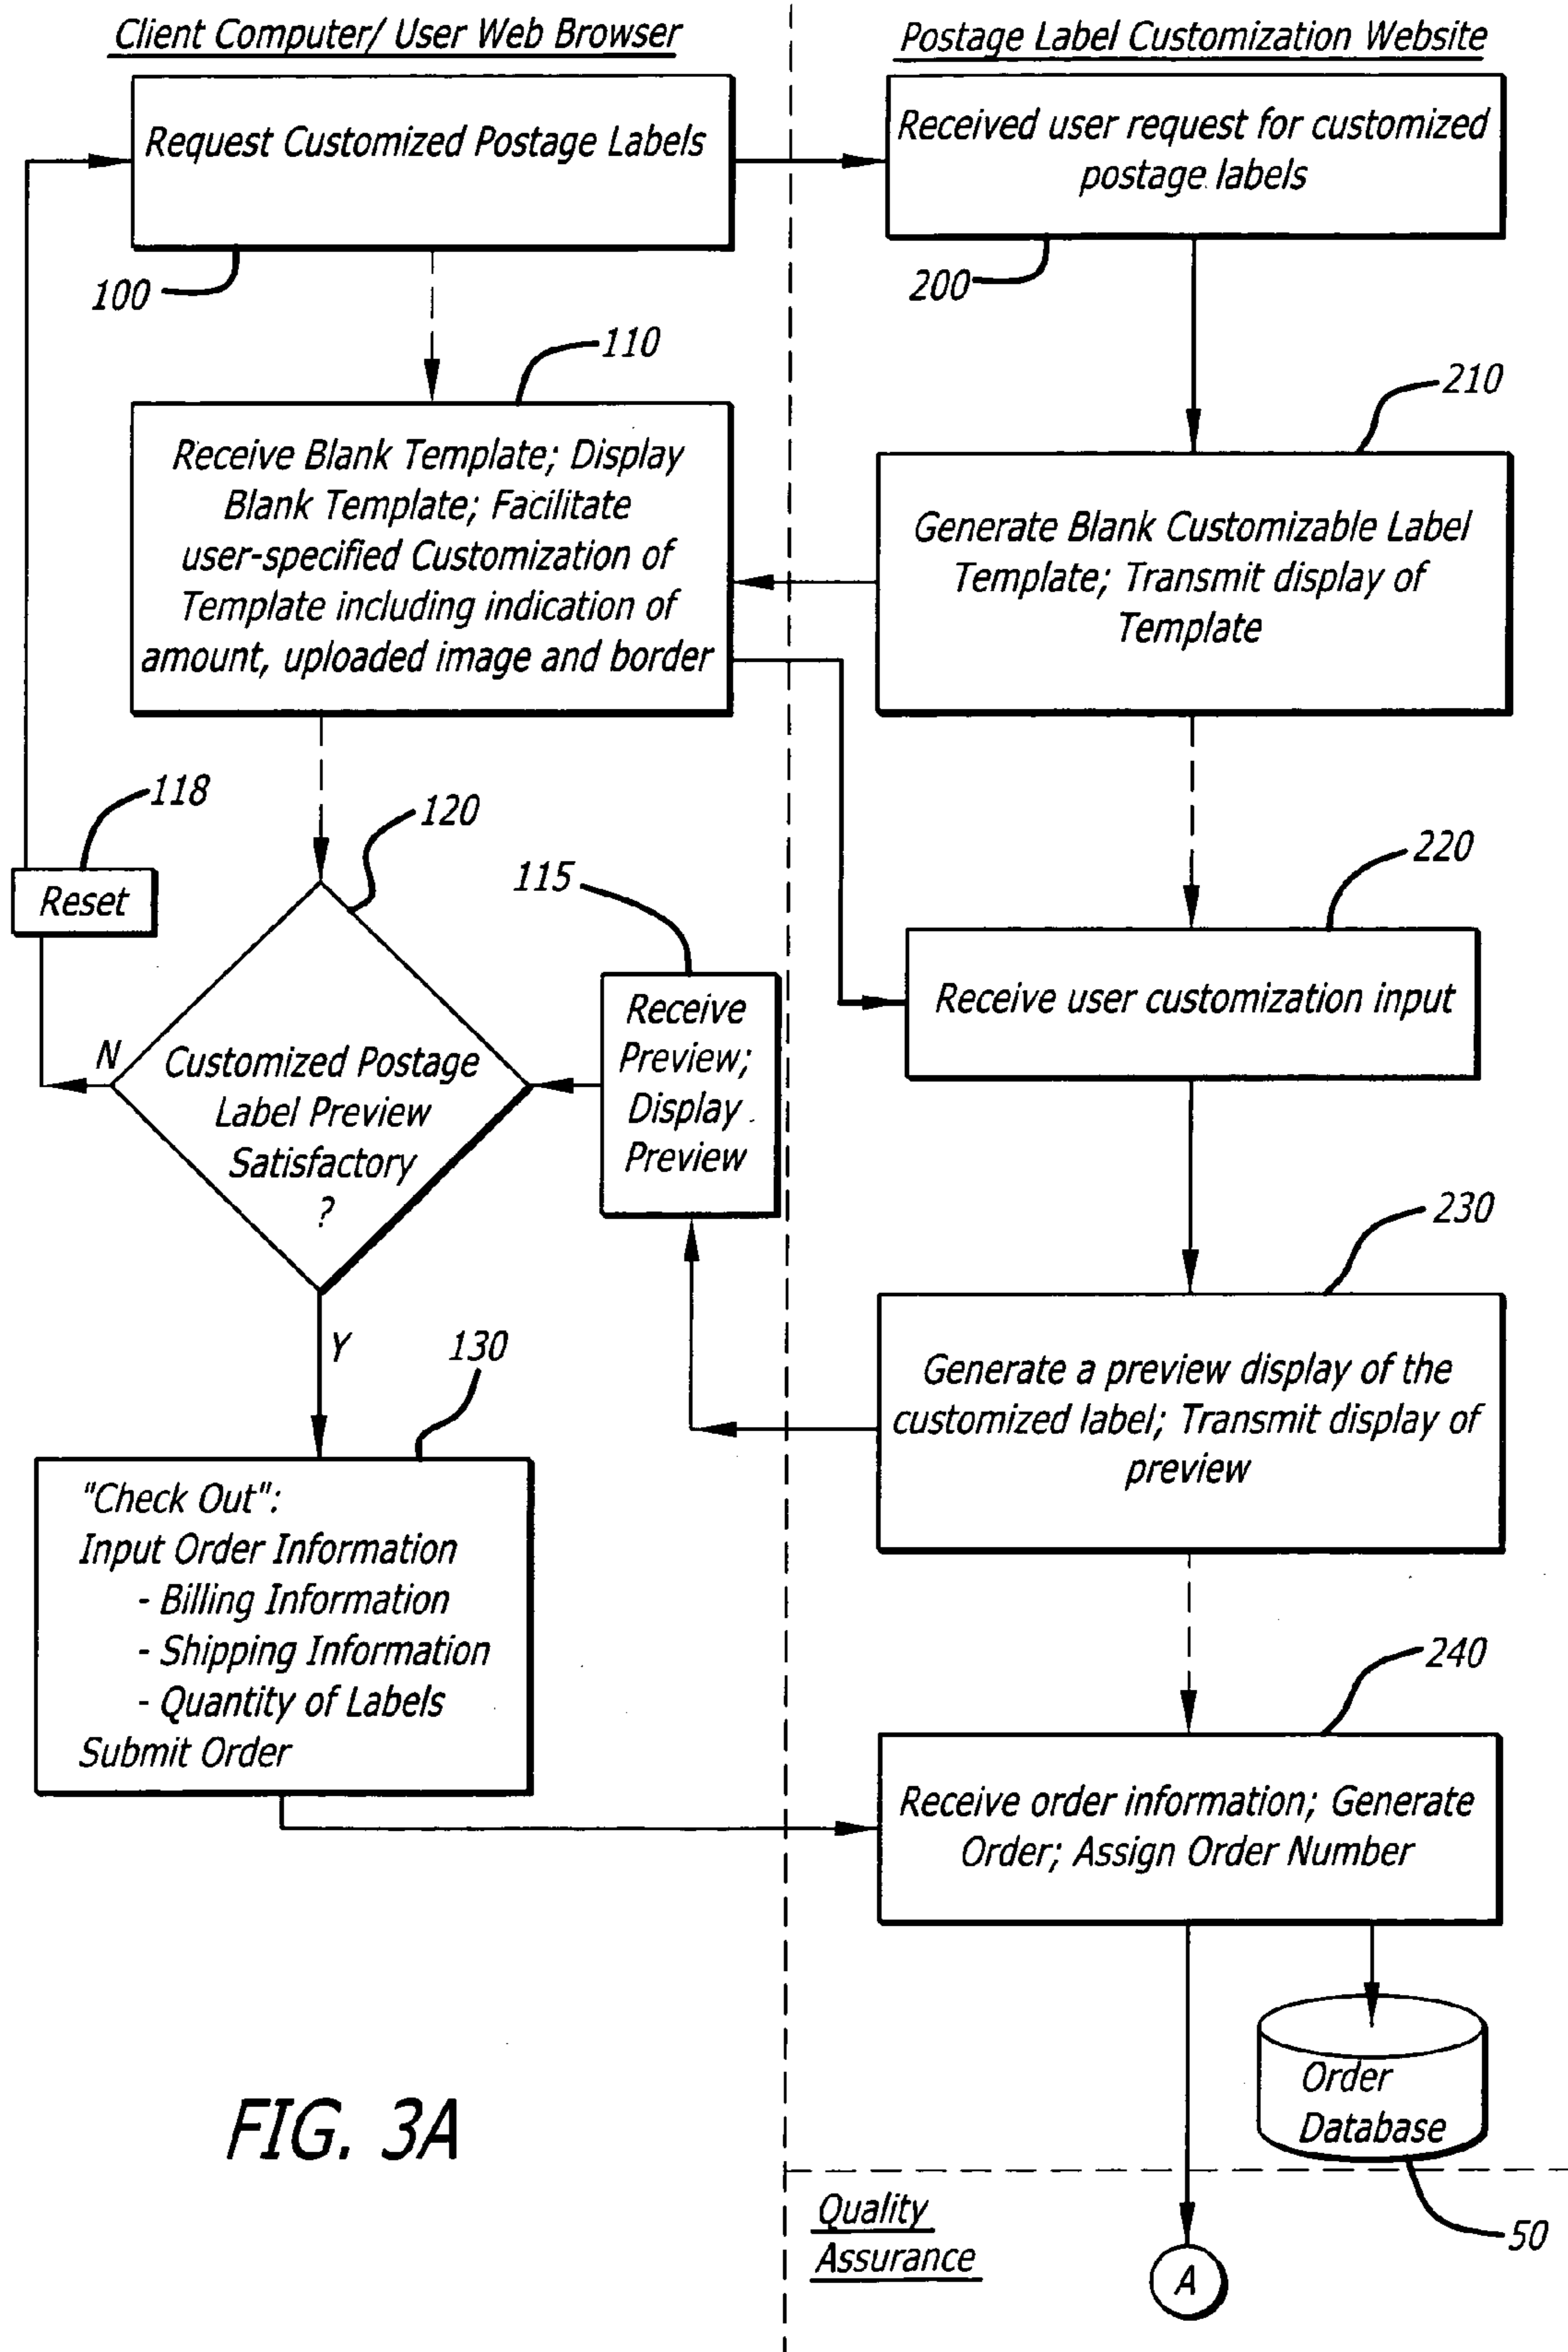 Client Computer/ User Web Browser
Postage Label Customization Website
Request Customized Postage Labels
100
Received user request for customized
postage labels
200
110
Receive Blank Template; Display
Blank Template; Facilitate
user-specified Customization of
Template including indication of
amount, uploaded image and border
210
Generate Blank Customizable Label
Template; Transmit display of
Template
118
Reset
120
Customized Postage
Label Preview
Satisfactory
?
N
Y
115
Receive
Preview;
Display
Preview
220
Receive user customization input
230
Generate a preview display of the
customized label; Transmit display of
preview
130
"Check Out":
Input Order Information
- Billing Information
- Shipping Information
- Quantity of Labels
Submit Order
240
Receive order information; Generate
Order; Assign Order Number
Order
Database
50
FIG. 3A
Quality
Assurance
A